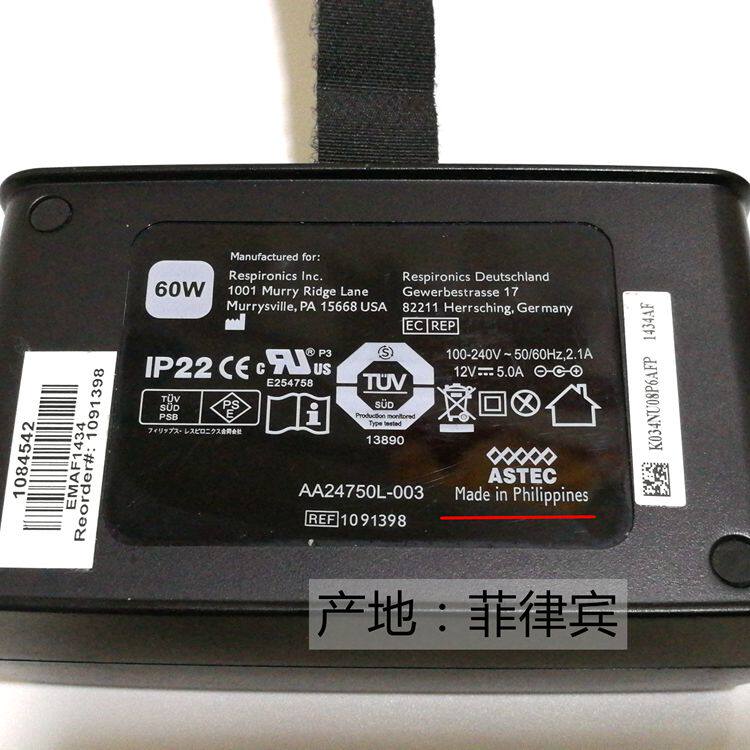 Manufactured for:
60W
Respironics Inc.
1001 Murry Ridge Lane
Murrysville, PA 15668 USA
Respironics Deutschland
Gewerbestrasse 17
82211 Herrsching, Germany
EC REP
IP22 CE c UR US P3
E254758
S
TÜV
SÜD
Production monitored
Type tested
13890
100-240V ~ 50/60Hz, 2.1A
12V ⎓ 5.0A
TÜV
SÜD
PSB
PS
E
フィリップス・レスピロニクス合同会社
ASTEC
Made in Philippines
AA24750L-003
REF 1091398
1084542
EMAF1434
Reorder#: 1091398
K034NU08P6AFP 1434AF
产地：菲律宾